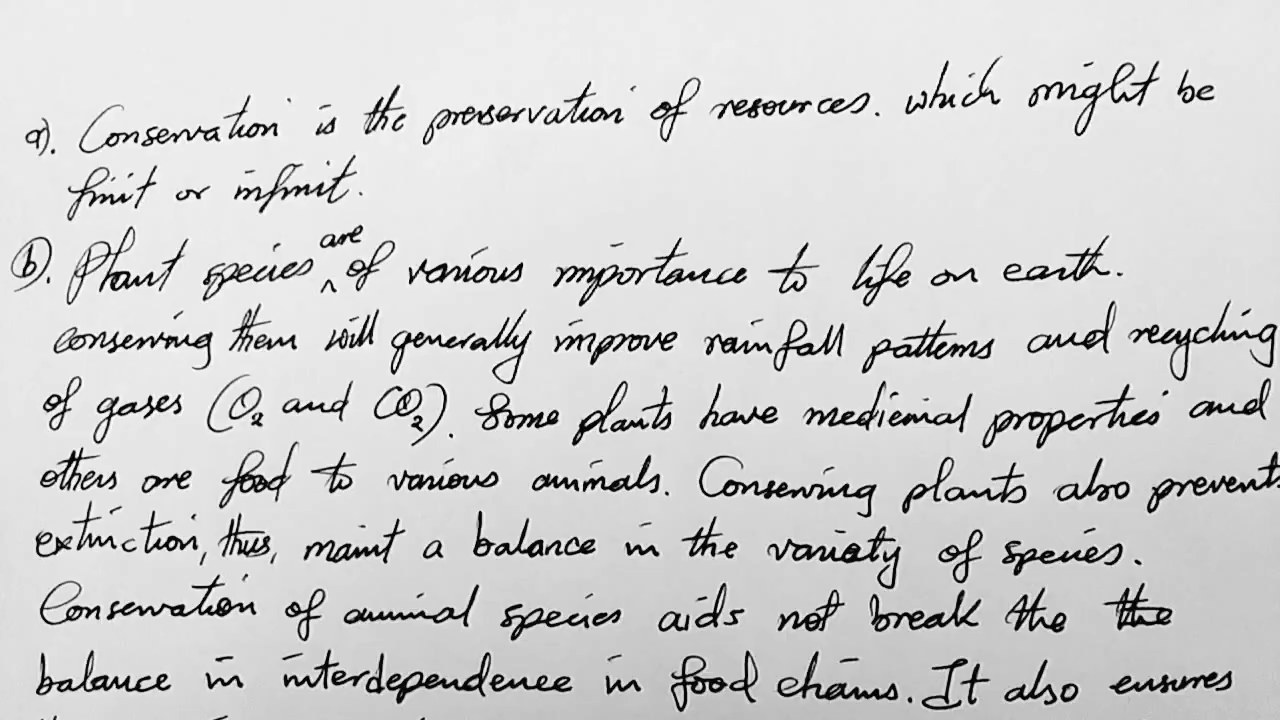 a). Conservation is the preservation of resources. which might be
finit or infinit.
b). Plant species are of various importance to life on earth.
conserving them will generally improve rainfall patterns and recycling
of gases (O₂ and CO₂). Some plants have medicinal properties and
others are food to various animals. Conserving plants also prevents
extinction, thus, maint a balance in the variety of species.
Conservation of animal species aids not break the the
balance in interdependence in food chains. It also ensures